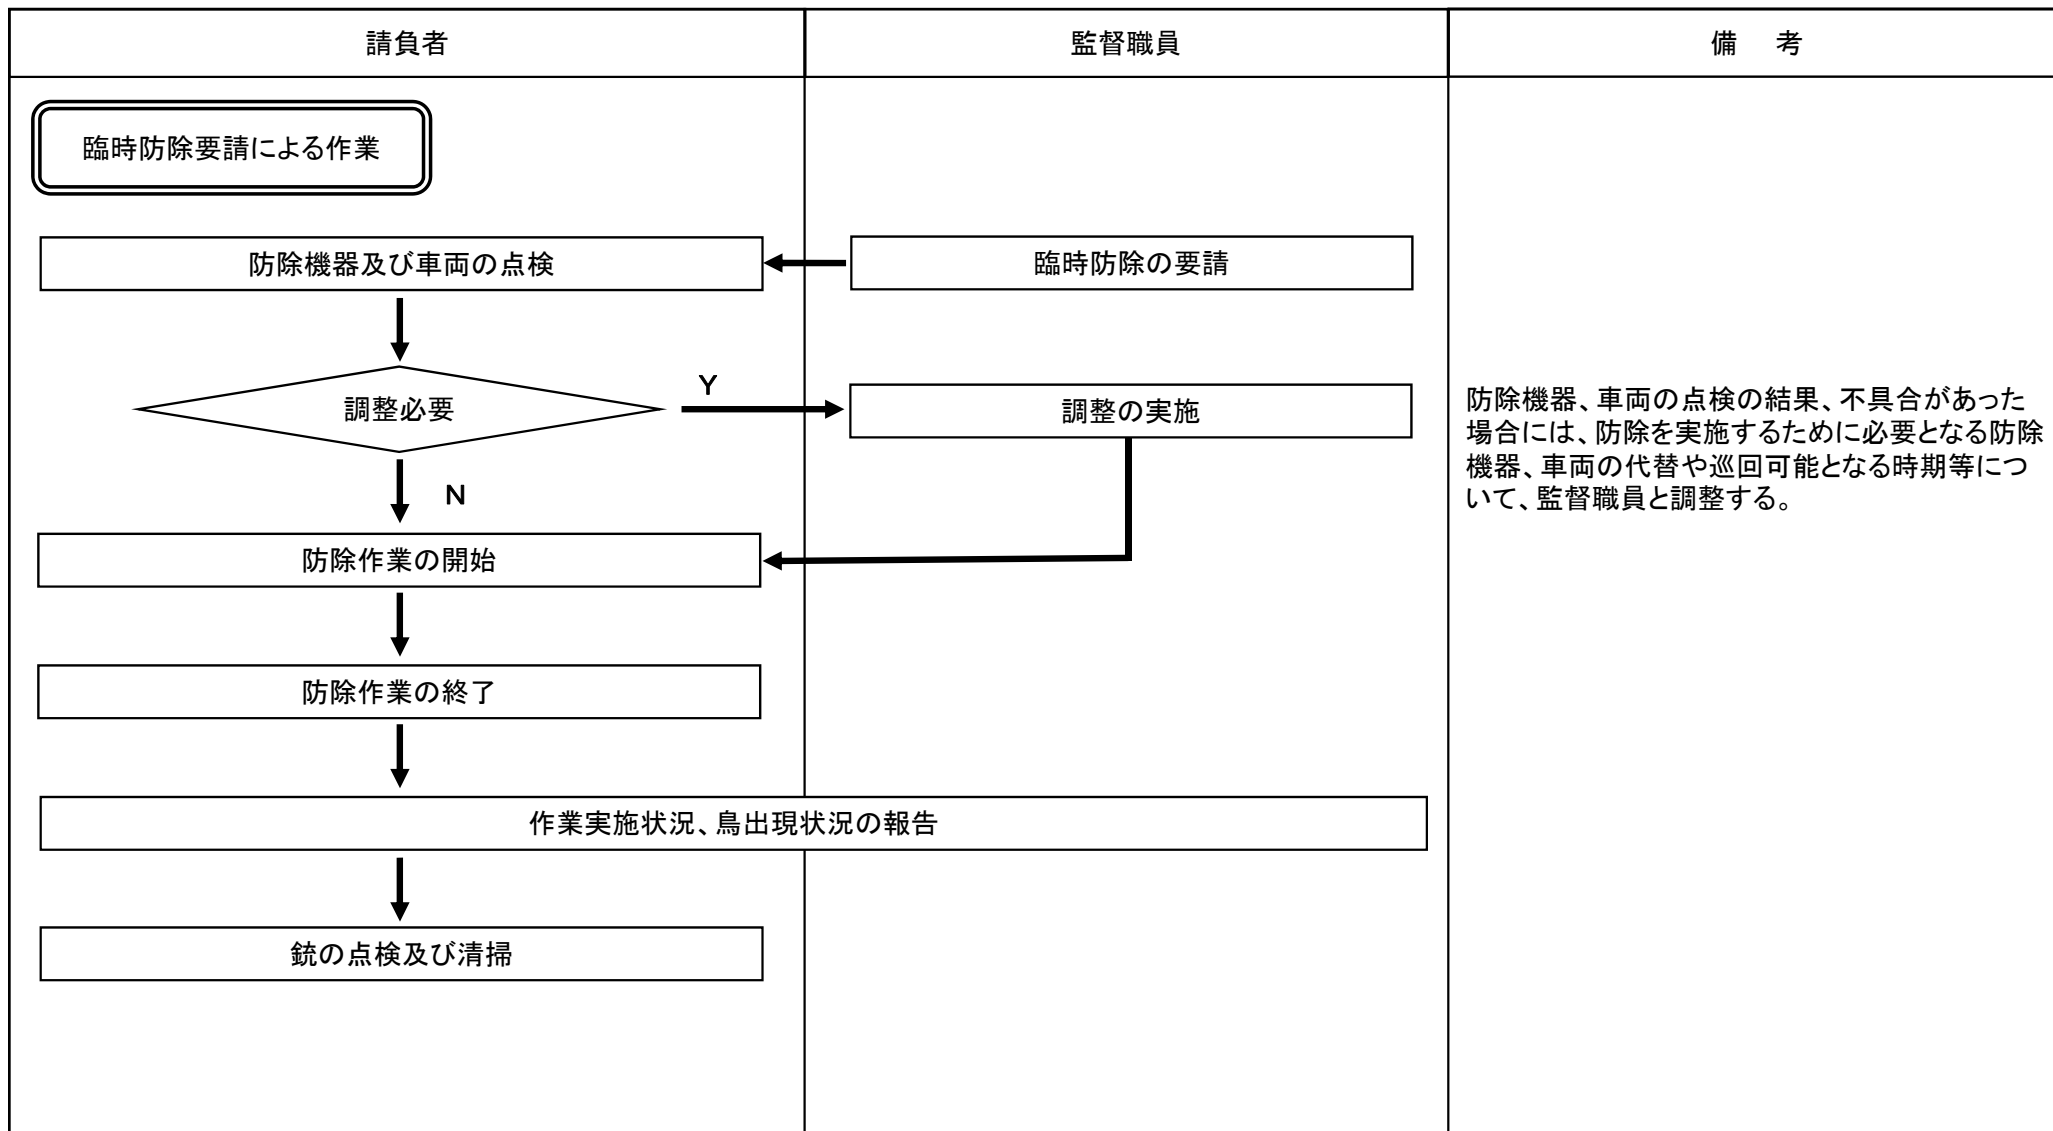 請負者
監督職員
備 考
臨時防除要請による作業
防除機器及び車両の点検
臨時防除の要請
調整必要
Y
調整の実施
防除機器、車両の点検の結果、不具合があった
場合には、防除を実施するために必要となる防除
機器、車両の代替や巡回可能となる時期等につ
いて、監督職員と調整する。
N
防除作業の開始
防除作業の終了
作業実施状況、鳥出現状況の報告
銃の点検及び清掃